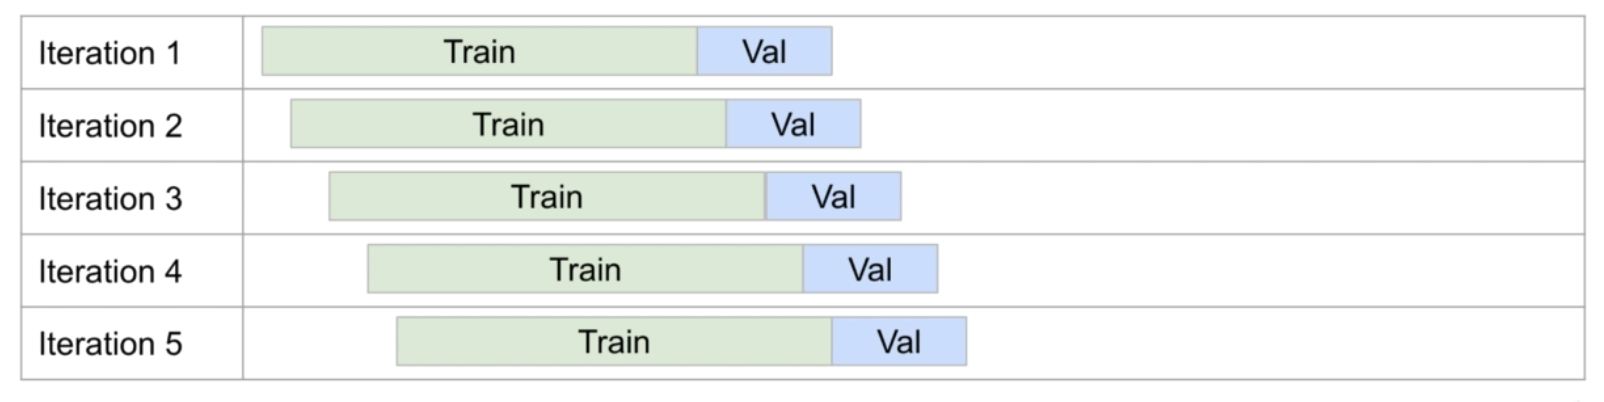 Iteration 1 Train Val
Iteration 2 Train Val
Iteration 3 Train Val
Iteration 4 Train Val
Iteration 5 Train Val